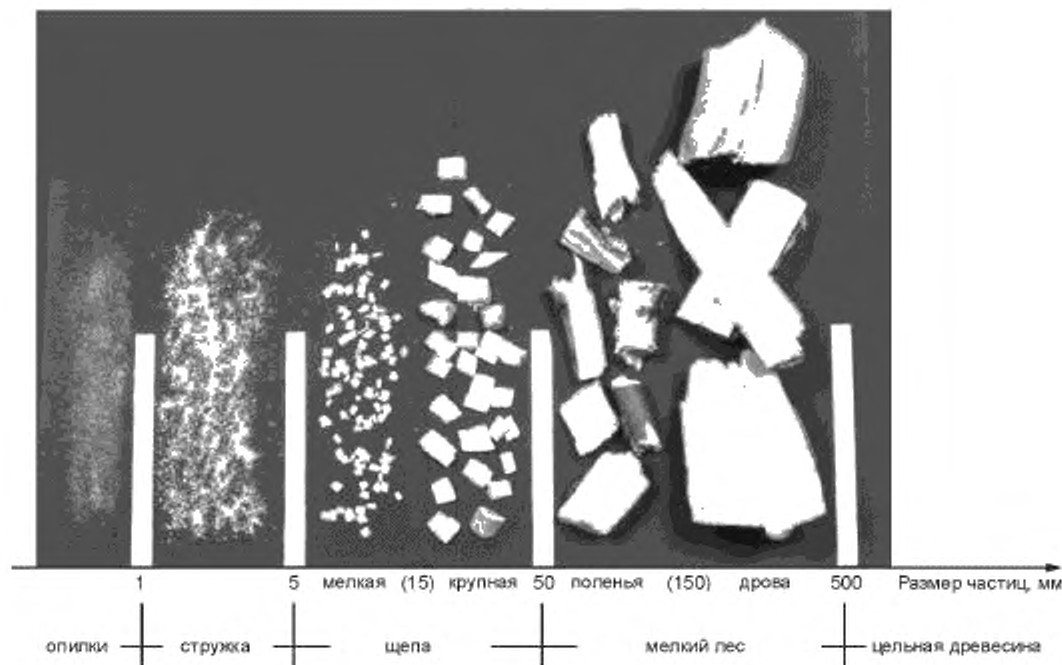 1 5 мелкая (15) крупная 50 поленья (150) дрова 500 Размер частиц, мм
опилки стружка щепа мелкий лес цельная древесина